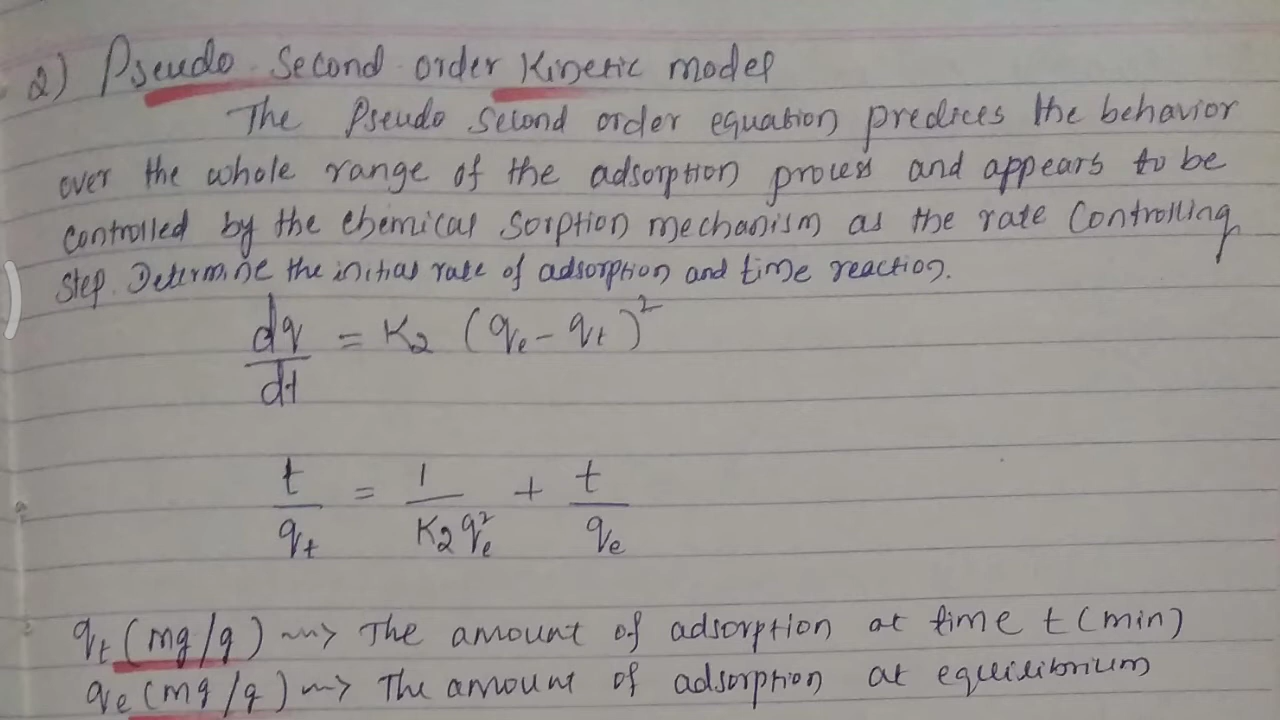 2) Pseudo Second order Kinetic model
The Pseudo Second order equation predices the behavior
over the whole range of the adsorption process and appears to be
controlled by the chemical sorption mechanism as the rate controlling
step. Determine the initial rate of adsorption and time reaction.
dq/dt = K₂ (qₑ - qₜ)²
t/qₜ = 1/K₂qₑ² + t/qₑ
qₜ (mg/g) ⇝ The amount of adsorption at time t (min)
qₑ (mg/g) ⇝ The amount of adsorption at equilibrium